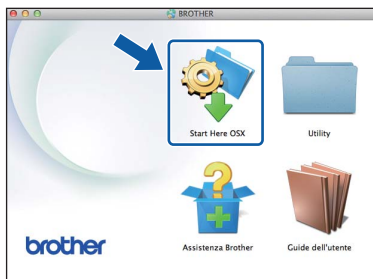 BROTHER
Start Here OSX
Utility
Assistenza Brother
Guide dell'utente
brother